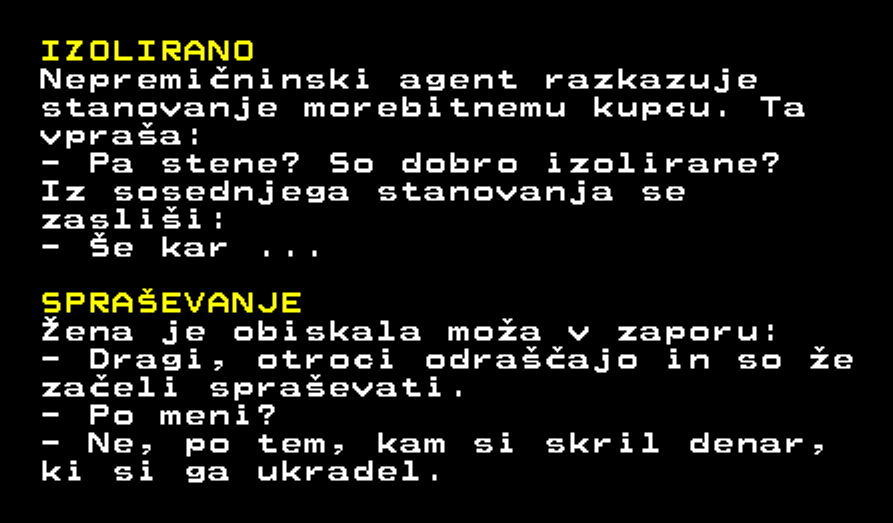 IZOLIRANO
Nepremičninski agent razkazuje
stanovanje morebitnemu kupcu. Ta
vpraša:
- Pa stene? So dobro izolirane?
Iz sosednjega stanovanja se
zasliši:
- Še kar ...
SPRAŠEVANJE
Žena je obiskala moža v zaporu:
- Dragi, otroci odraščajo in so že
začeli spraševati.
- Po meni?
- Ne, po tem, kam si skril denar,
ki si ga ukradel.